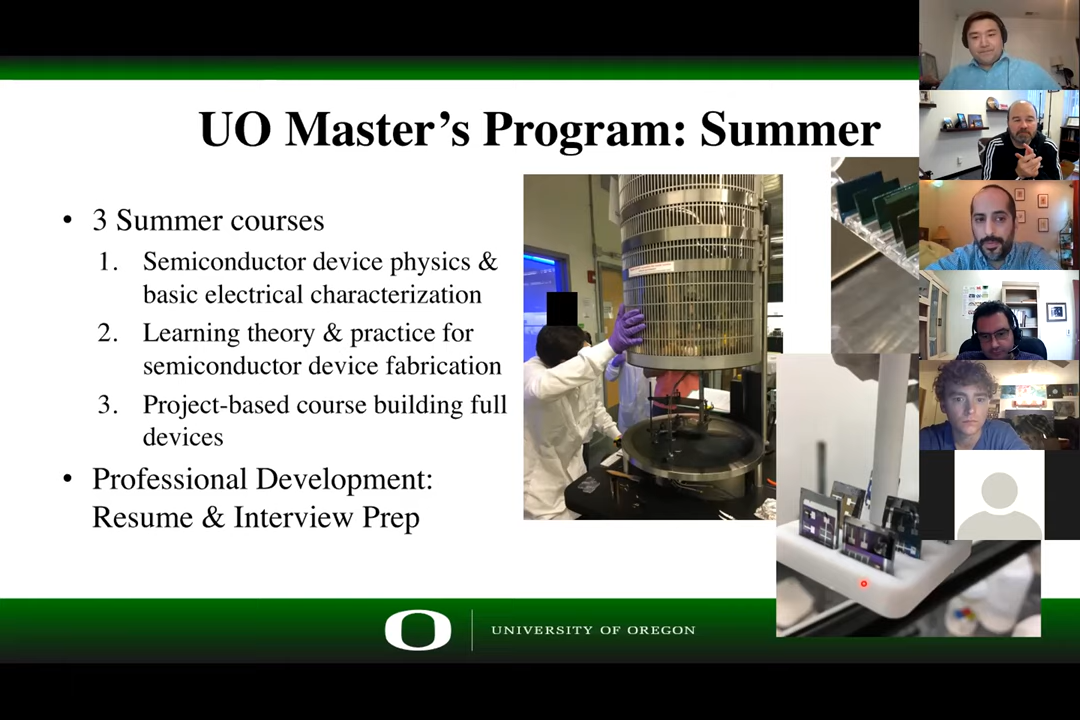 UO Master's Program: Summer
• 3 Summer courses
1. Semiconductor device physics &
basic electrical characterization
2. Learning theory & practice for
semiconductor device fabrication
3. Project-based course building full
devices
• Professional Development:
Resume & Interview Prep
O UNIVERSITY OF OREGON